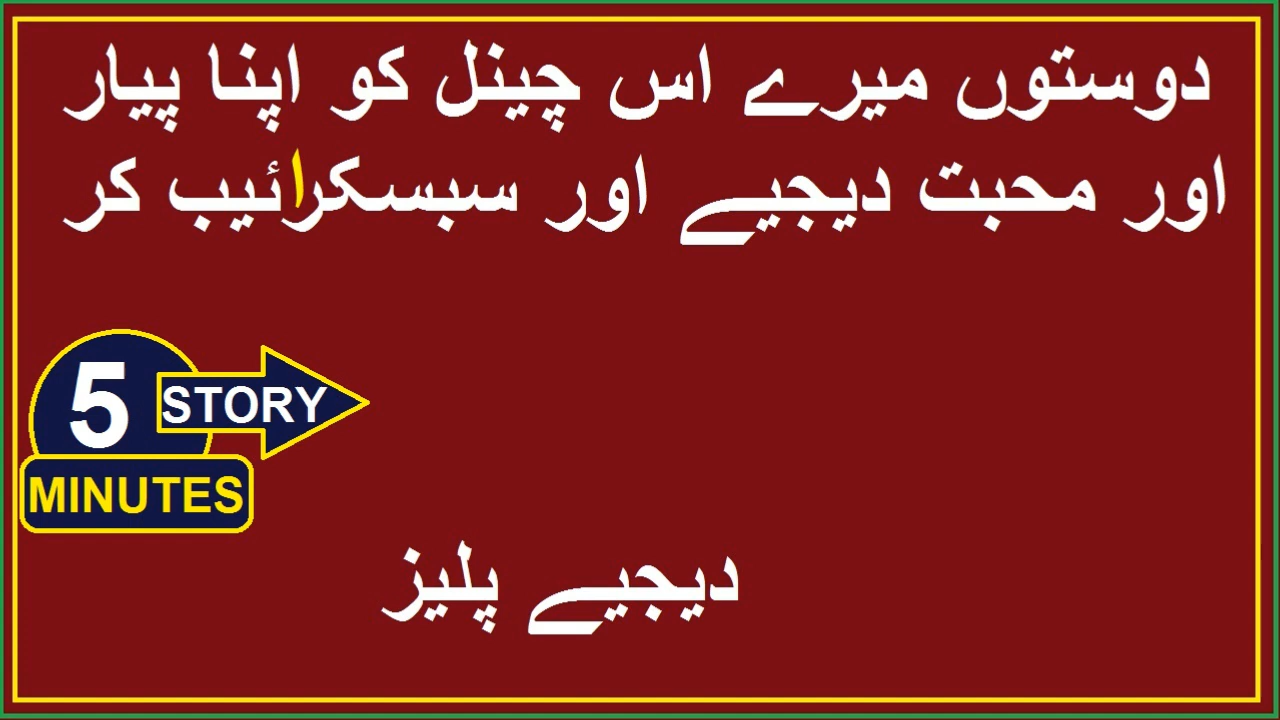 دوستوں میرے اس چینل کو اپنا پیار
اور محبت دیجیے اور سبسکرائیب کر
5
STORY
MINUTES
دیجیے پلیز